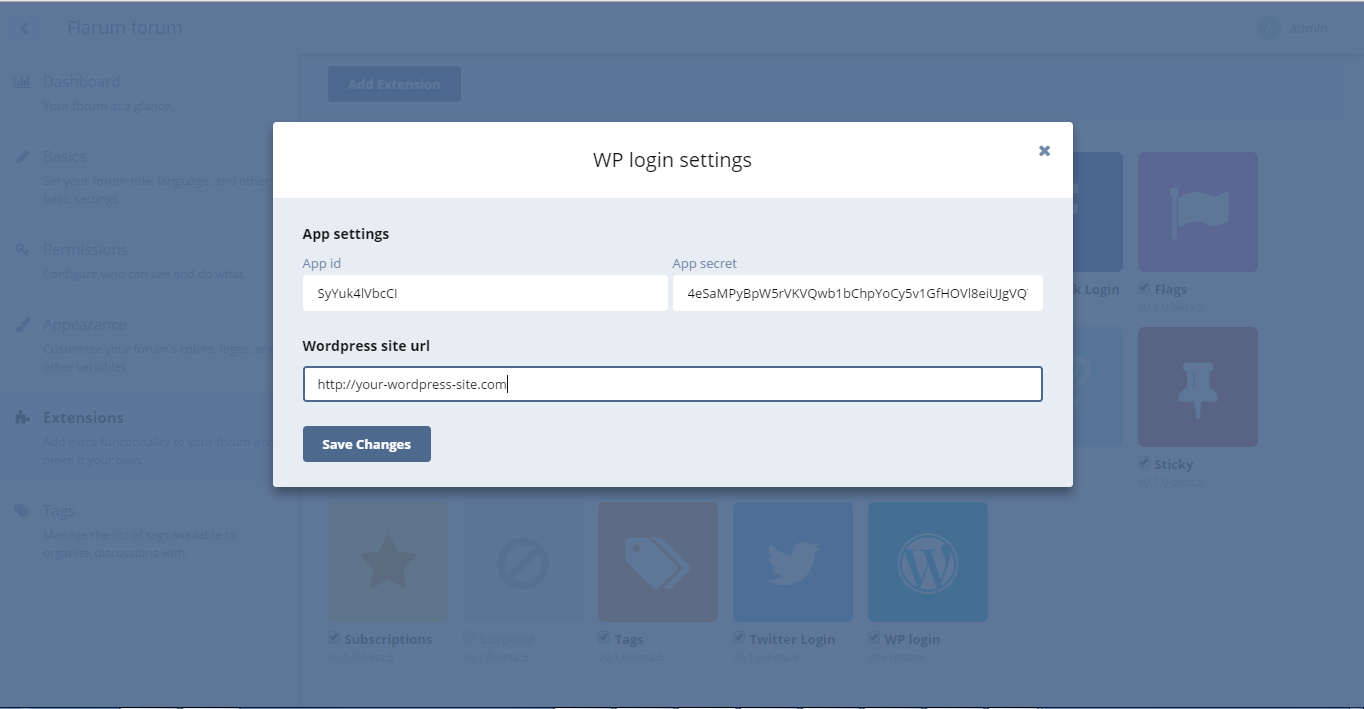 Flarum forum
A admin
Dashboard
Your forum at a glance.
Basics
Set your forum title, language, and other
basic settings.
Permissions
Configure who can see and do what.
Appearance
Customize your forum's colors, logos, an
other variables.
Extensions
Add extra functionality to your forum an
make it your own.
Tags
Manage the list of tags available to
organise discussions with.
Add Extension
WP login settings
App settings
App id
App secret
SyYuk4lVbcCI
4eSaMPyBpW5rVKVQwb1bChpYoCy5v1GfHOVl8eiUJgVQ
Wordpress site url
http://your-wordpress-site.com
Save Changes
k Login
Flags
v0.1.0-beta.5
Sticky
v0.1.0-beta.5
Subscriptions
v0.1.0-beta.5
Suspend
v0.1.0-beta.5
Tags
v0.1.0-beta.5
Twitter Login
v0.1.0-beta.5
WP login
dev-master